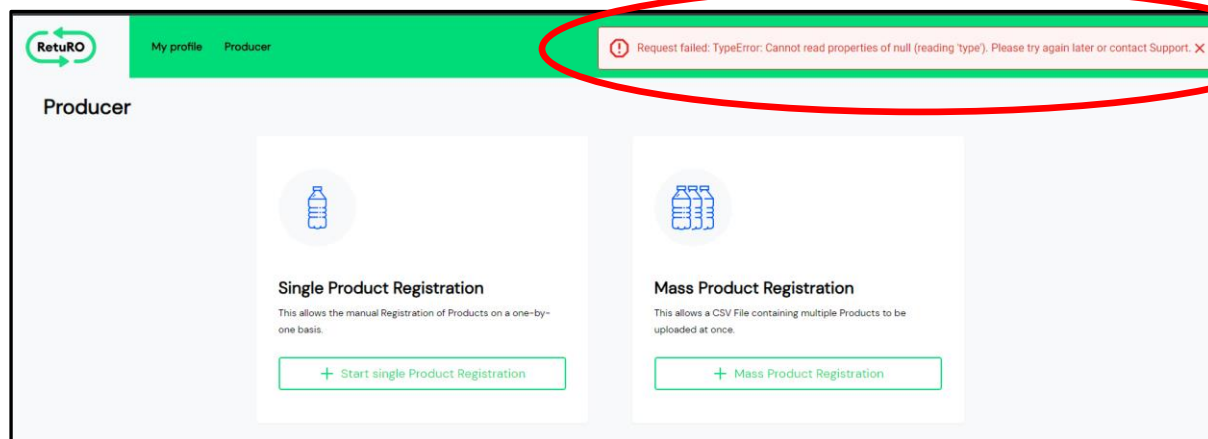 RetuRO
My profile Producer
Request failed: TypeError: Cannot read properties of null (reading 'type'). Please try again later or contact Support.
Producer
Single Product Registration
This allows the manual Registration of Products on a one-by-
one basis.
+ Start single Product Registration
Mass Product Registration
This allows a CSV File containing multiple Products to be
uploaded at once.
+ Mass Product Registration